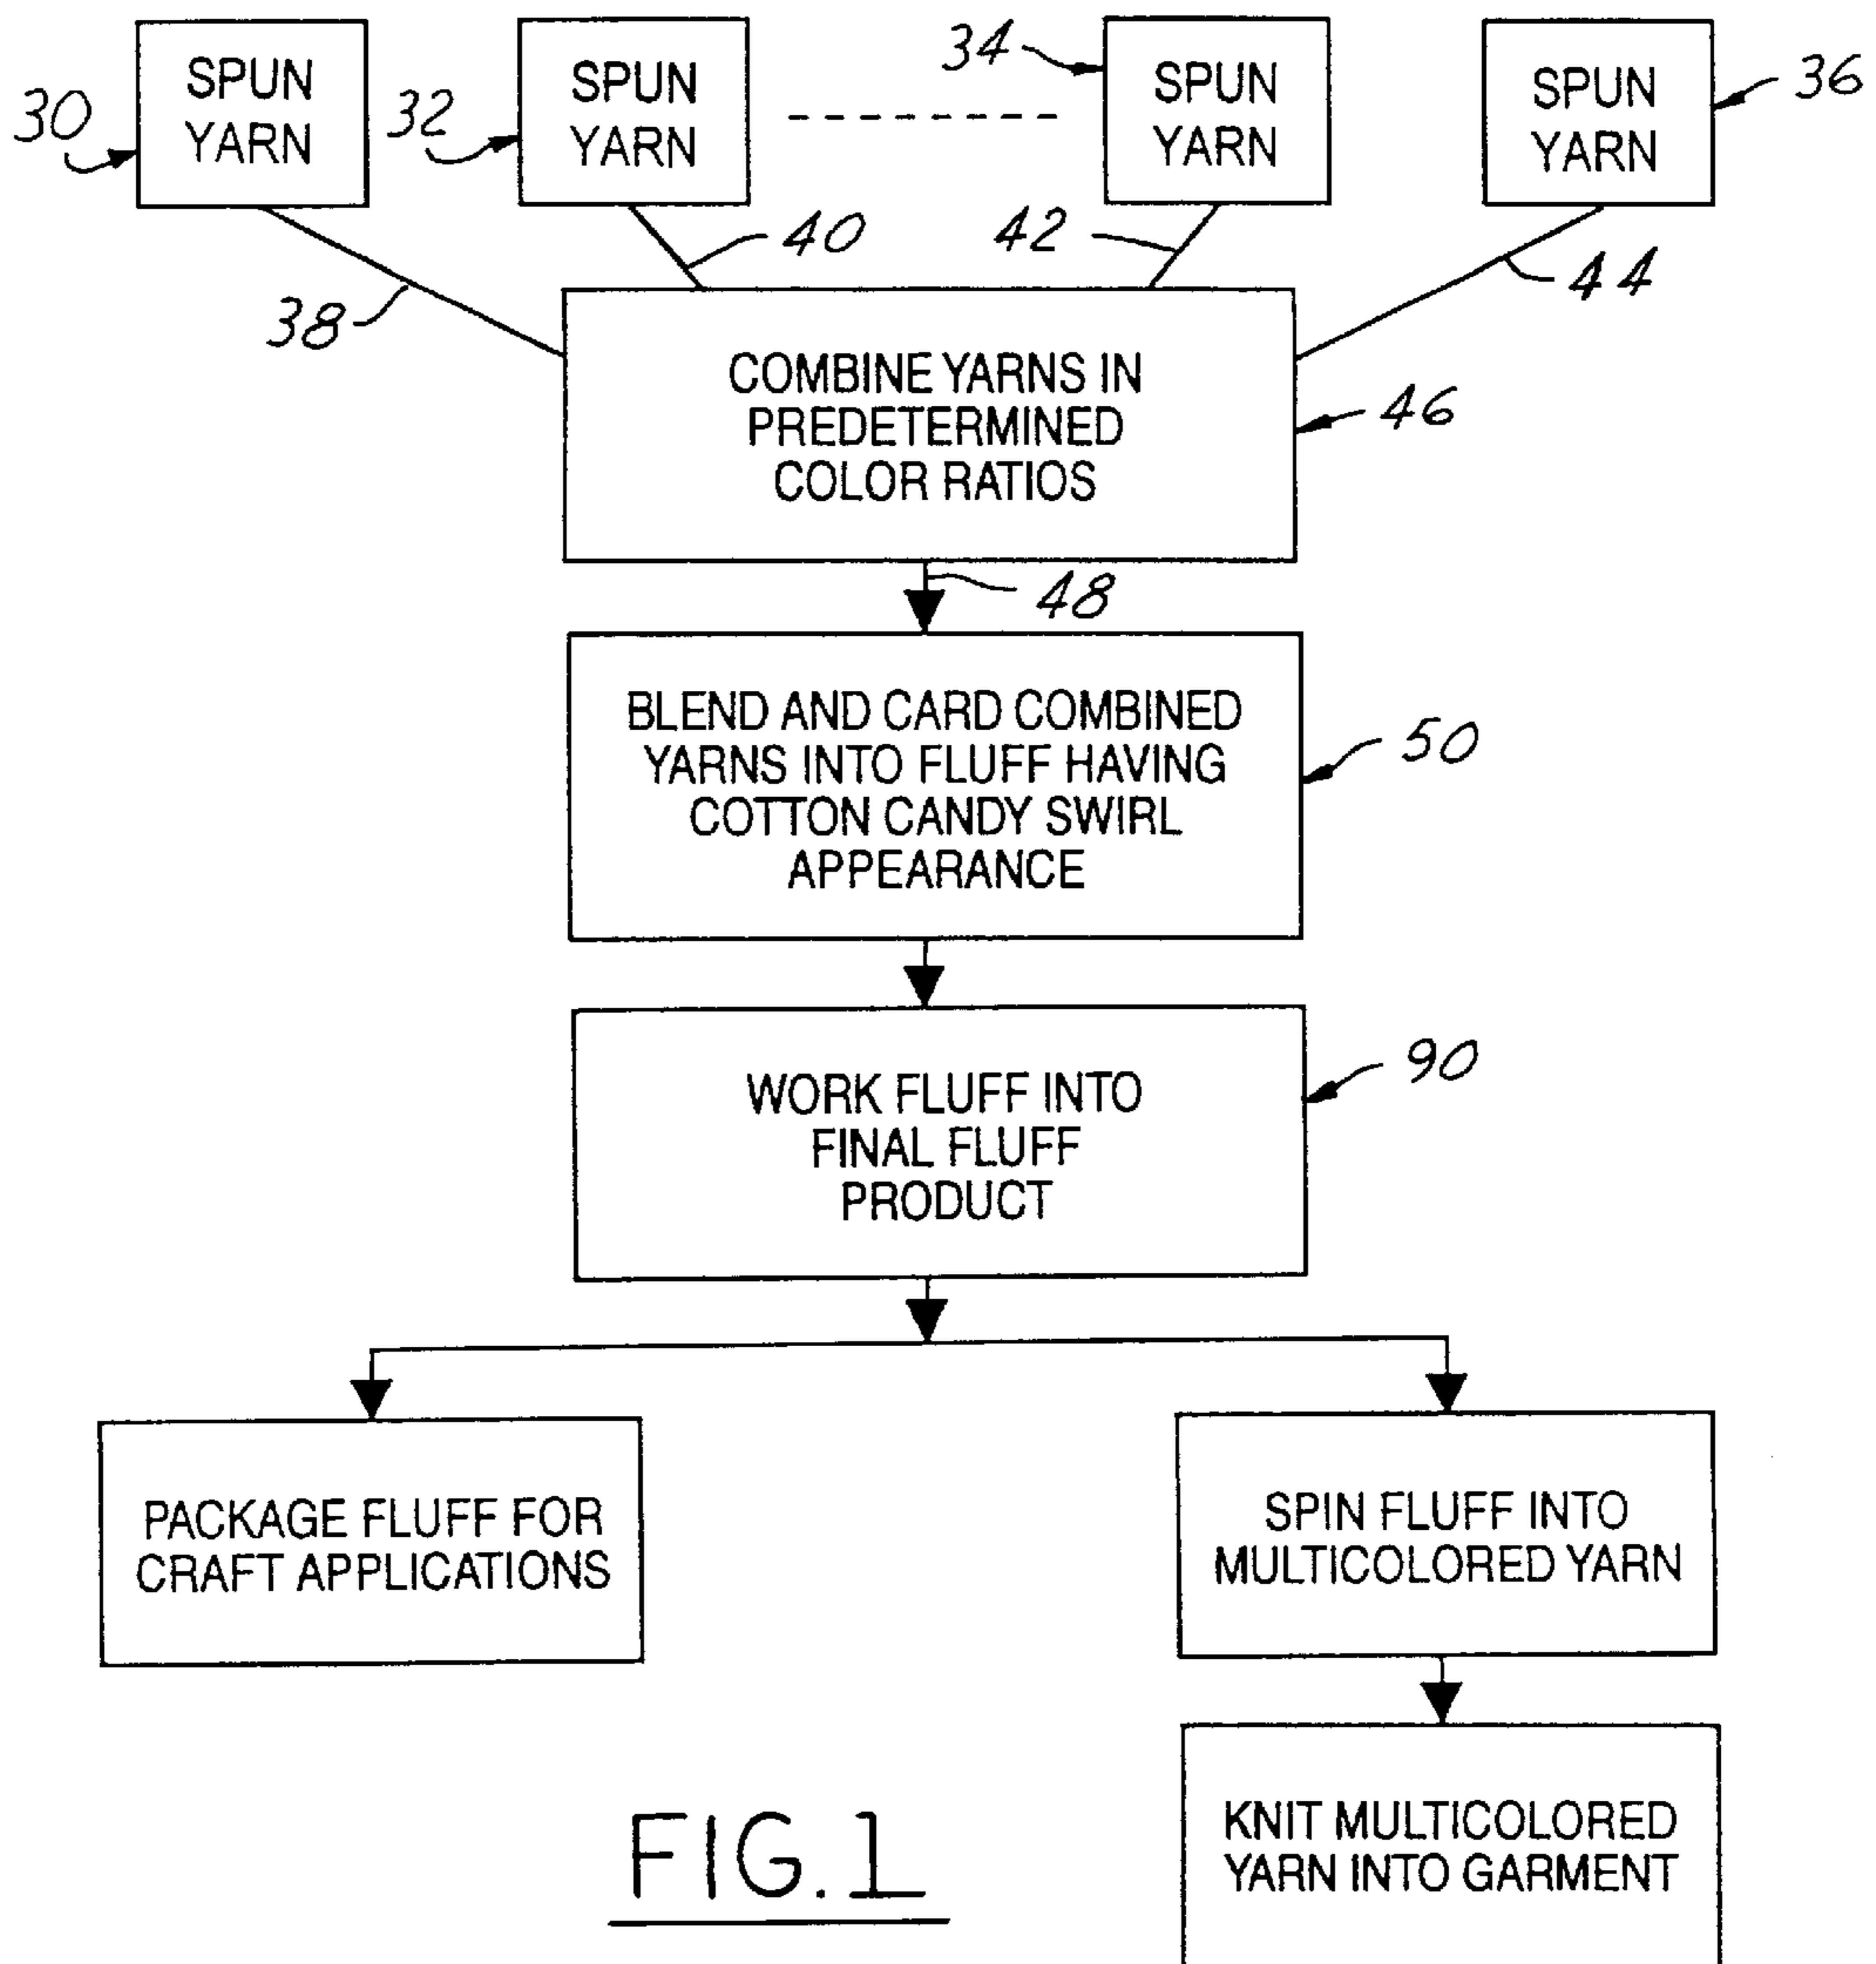 30
SPUN
YARN
32
SPUN
YARN
34
SPUN
YARN
SPUN
YARN
36
38
40
42
44
COMBINE YARNS IN
PREDETERMINED
COLOR RATIOS
46
48
BLEND AND CARD COMBINED
YARNS INTO FLUFF HAVING
COTTON CANDY SWIRL
APPEARANCE
50
WORK FLUFF INTO
FINAL FLUFF
PRODUCT
90
PACKAGE FLUFF FOR
CRAFT APPLICATIONS
SPIN FLUFF INTO
MULTICOLORED YARN
KNIT MULTICOLORED
YARN INTO GARMENT
FIG.1